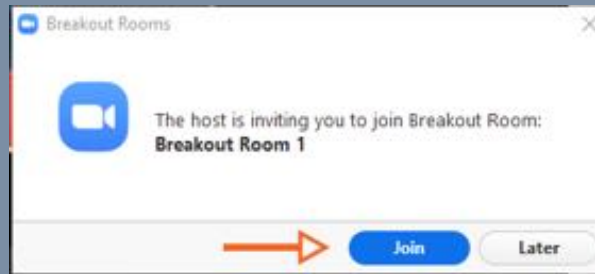 Breakout Rooms
The host is inviting you to join Breakout Room:
Breakout Room 1
Join
Later